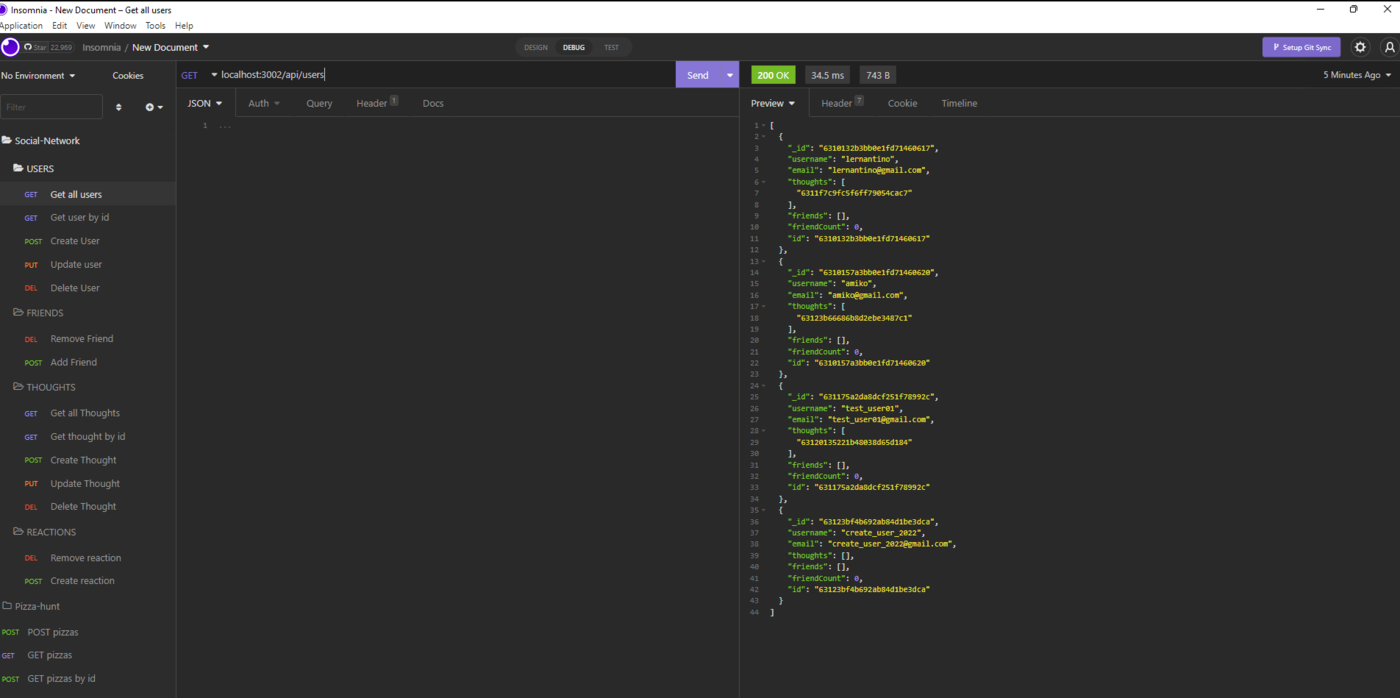 Insomnia - New Document – Get all users
Application Edit View Window Tools Help
Star 22,969 Insomnia / New Document
DESIGN DEBUG TEST
Setup Git Sync
No Environment Cookies
Filter
Social-Network
USERS
GET Get all users
GET Get user by id
POST Create User
PUT Update user
DEL Delete User
FRIENDS
DEL Remove Friend
POST Add Friend
THOUGHTS
GET Get all Thoughts
GET Get thought by id
POST Create Thought
PUT Update Thought
DEL Delete Thought
REACTIONS
DEL Remove reaction
POST Create reaction
Pizza-hunt
POST POST pizzas
GET GET pizzas
POST GET pizzas by id
GET localhost:3002/api/users
Send
JSON Auth Query Header 1 Docs
1 ...
200 OK 34.5 ms 743 B
5 Minutes Ago
Preview Header 7 Cookie Timeline
1 [
2 {
3 "_id": "6310132b3bb0e1fd71460617",
4 "username": "lernantino",
5 "email": "lernantino@gmail.com",
6 "thoughts": [
7 "6311f7c9fc5f6ff79054cac7"
8 ],
9 "friends": [],
10 "friendCount": 0,
11 "id": "6310132b3bb0e1fd71460617"
12 },
13 {
14 "_id": "6310157a3bb0e1fd71460620",
15 "username": "amiko",
16 "email": "amiko@gmail.com",
17 "thoughts": [
18 "63123b66686b8d2ebe3487c1"
19 ],
20 "friends": [],
21 "friendCount": 0,
22 "id": "6310157a3bb0e1fd71460620"
23 },
24 {
25 "_id": "631175a2da8dcf251f78992c",
26 "username": "test_user01",
27 "email": "test_user01@gmail.com",
28 "thoughts": [
29 "63120135221b48038d65d184"
30 ],
31 "friends": [],
32 "friendCount": 0,
33 "id": "631175a2da8dcf251f78992c"
34 },
35 {
36 "_id": "63123bf4b692ab84d1be3dca",
37 "username": "create_user_2022",
38 "email": "create_user_2022@gmail.com",
39 "thoughts": [],
40 "friends": [],
41 "friendCount": 0,
42 "id": "63123bf4b692ab84d1be3dca"
43 }
44 ]